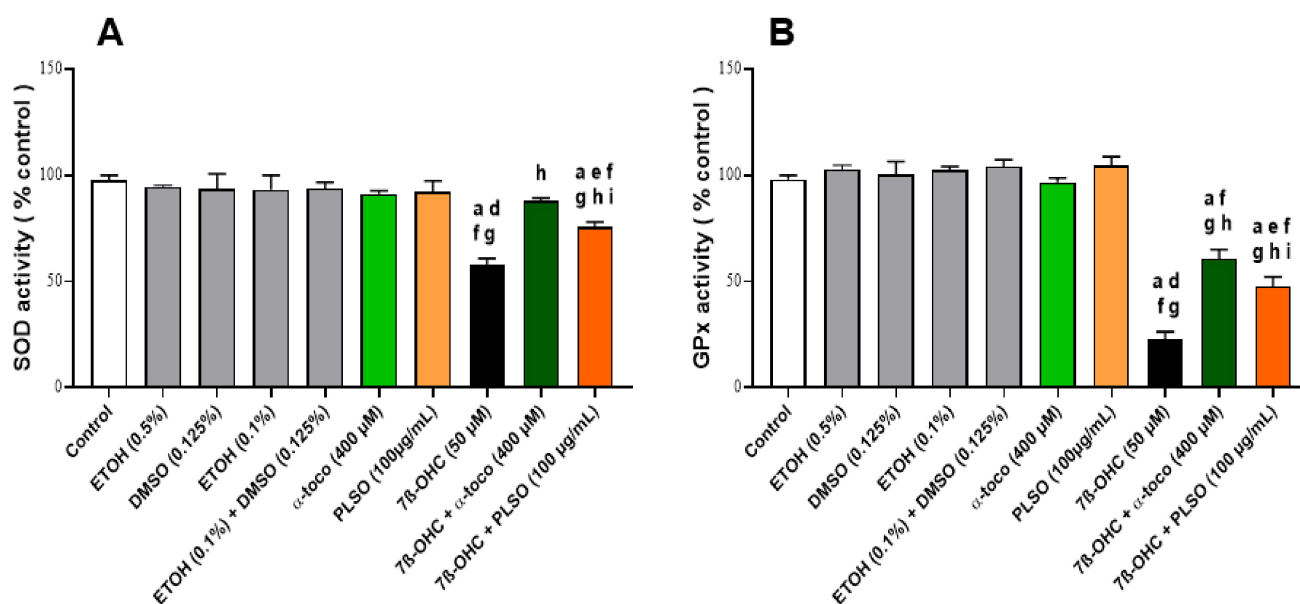 A
SOD activity ( % control)
150
100
50
0
h
a e f
g h i
a d
f g
Control
ETOH (0.5%)
DMSO (0.125%)
ETOH (0.1%)
ETOH (0.1%) + DMSO (0.125%)
α-toco (400 µM)
PLSO (100µg/mL)
7ß-OHC (50 µM)
7ß-OHC + α-toco (400 µM)
7ß-OHC + PLSO (100 µg/mL)
B
GPx activity ( % control)
150
100
50
0
a f
g h
a e f
g h i
a d
f g
Control
ETOH (0.5%)
DMSO (0.125%)
ETOH (0.1%)
ETOH (0.1%) + DMSO (0.125%)
α-toco (400 µM)
PLSO (100µg/mL)
7ß-OHC (50 µM)
7ß-OHC + α-toco (400 µM)
7ß-OHC + PLSO (100 µg/mL)